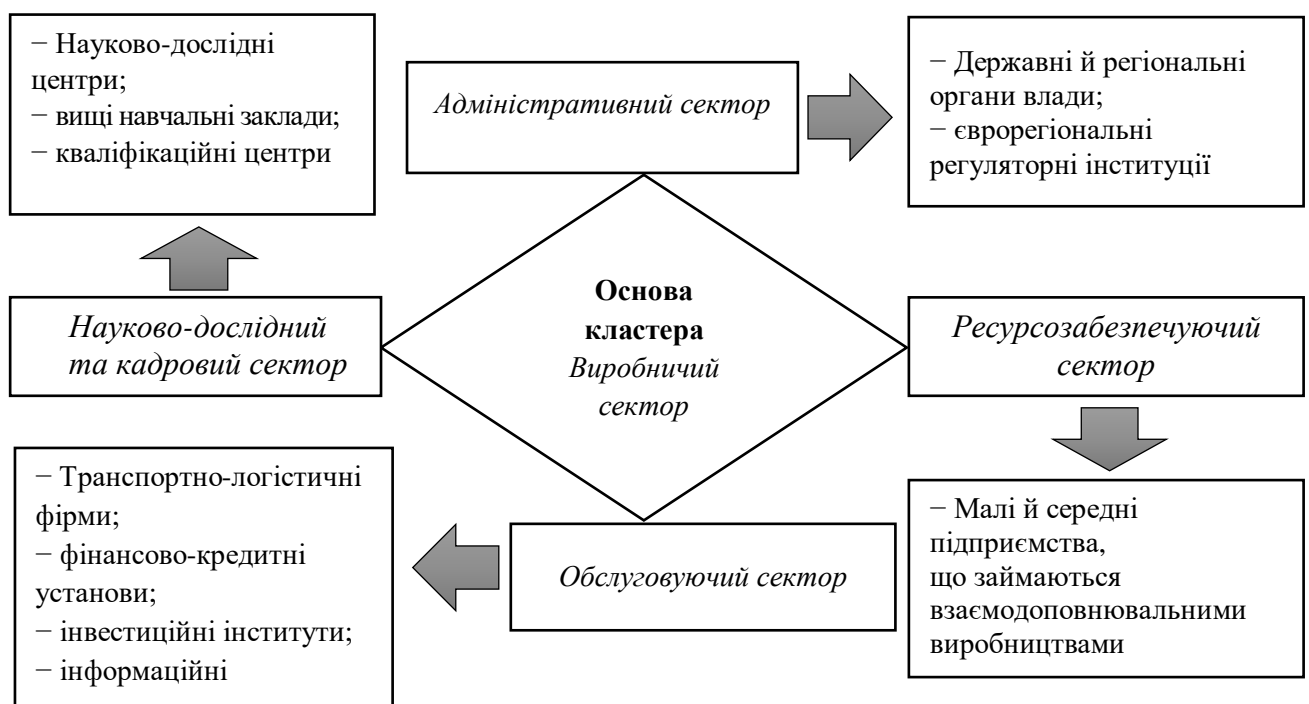 − Науково-дослідні
центри;
− вищі навчальні заклади;
− кваліфікаційні центри
Адміністративний сектор
− Державні й регіональні
органи влади;
− єврорегіональні
регуляторні інституції
Науково-дослідний
та кадровий сектор
Основа
кластера
Виробничий
сектор
Ресурсозабезпечуючий
сектор
− Транспортно-логістичні
фірми;
− фінансово-кредитні
установи;
− інвестиційні інститути;
− інформаційні
Обслуговуючий сектор
− Малі й середні
підприємства,
що займаються
взаємодоповнювальними
виробництвами